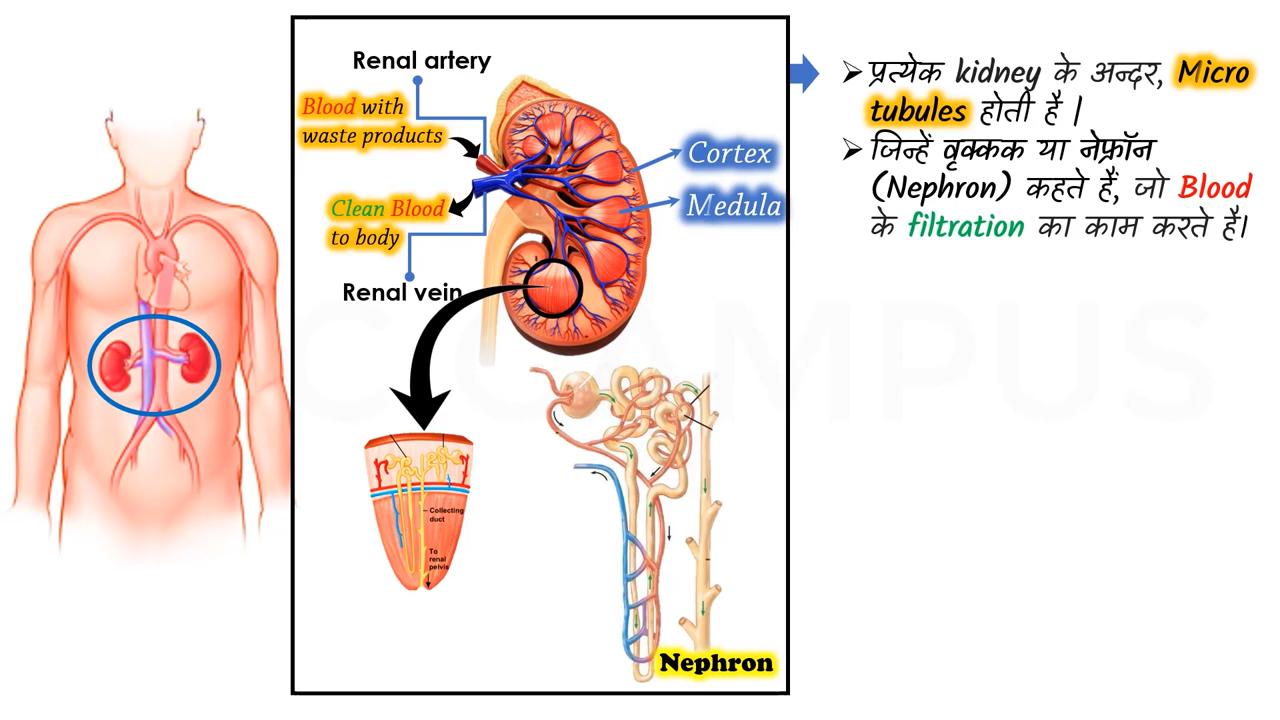 Renal artery
Blood with
waste products
Clean Blood
to body
Renal vein
Cortex
Medula
Collecting
duct
To
renal
pelvis
Nephron
➢ प्रत्येक kidney के अन्दर, Micro
tubules होती है |
➢ जिन्हें वृक्कक या नेफ्रॉन
(Nephron) कहते हैं, जो Blood
के filtration का काम करते है।
CAMPUS